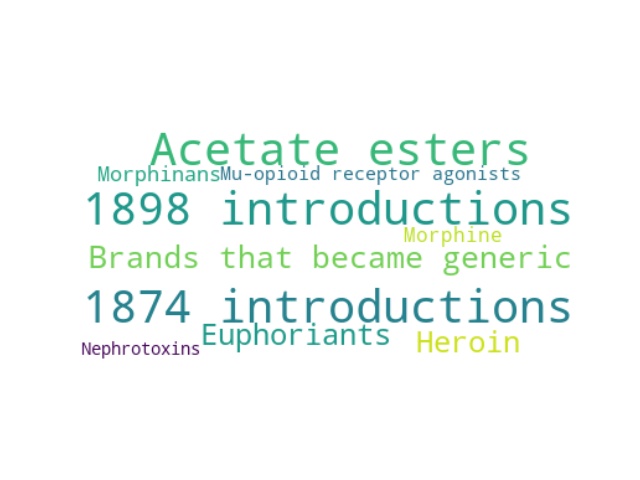 Acetate esters
Morphinans
Mu-opioid receptor agonists
1898 introductions
Morphine
Brands that became generic
1874 introductions
Euphoriants
Heroin
Nephrotoxins